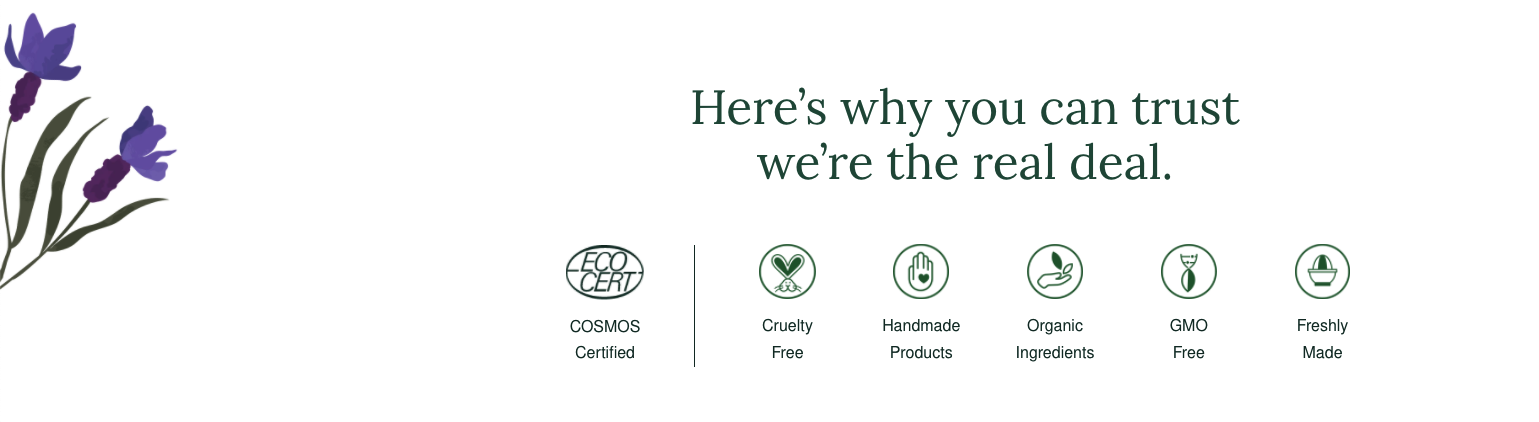 Here’s why you can trust
we’re the real deal.
ECO
CERT
COSMOS
Certified
Cruelty
Free
Handmade
Products
Organic
Ingredients
GMO
Free
Freshly
Made